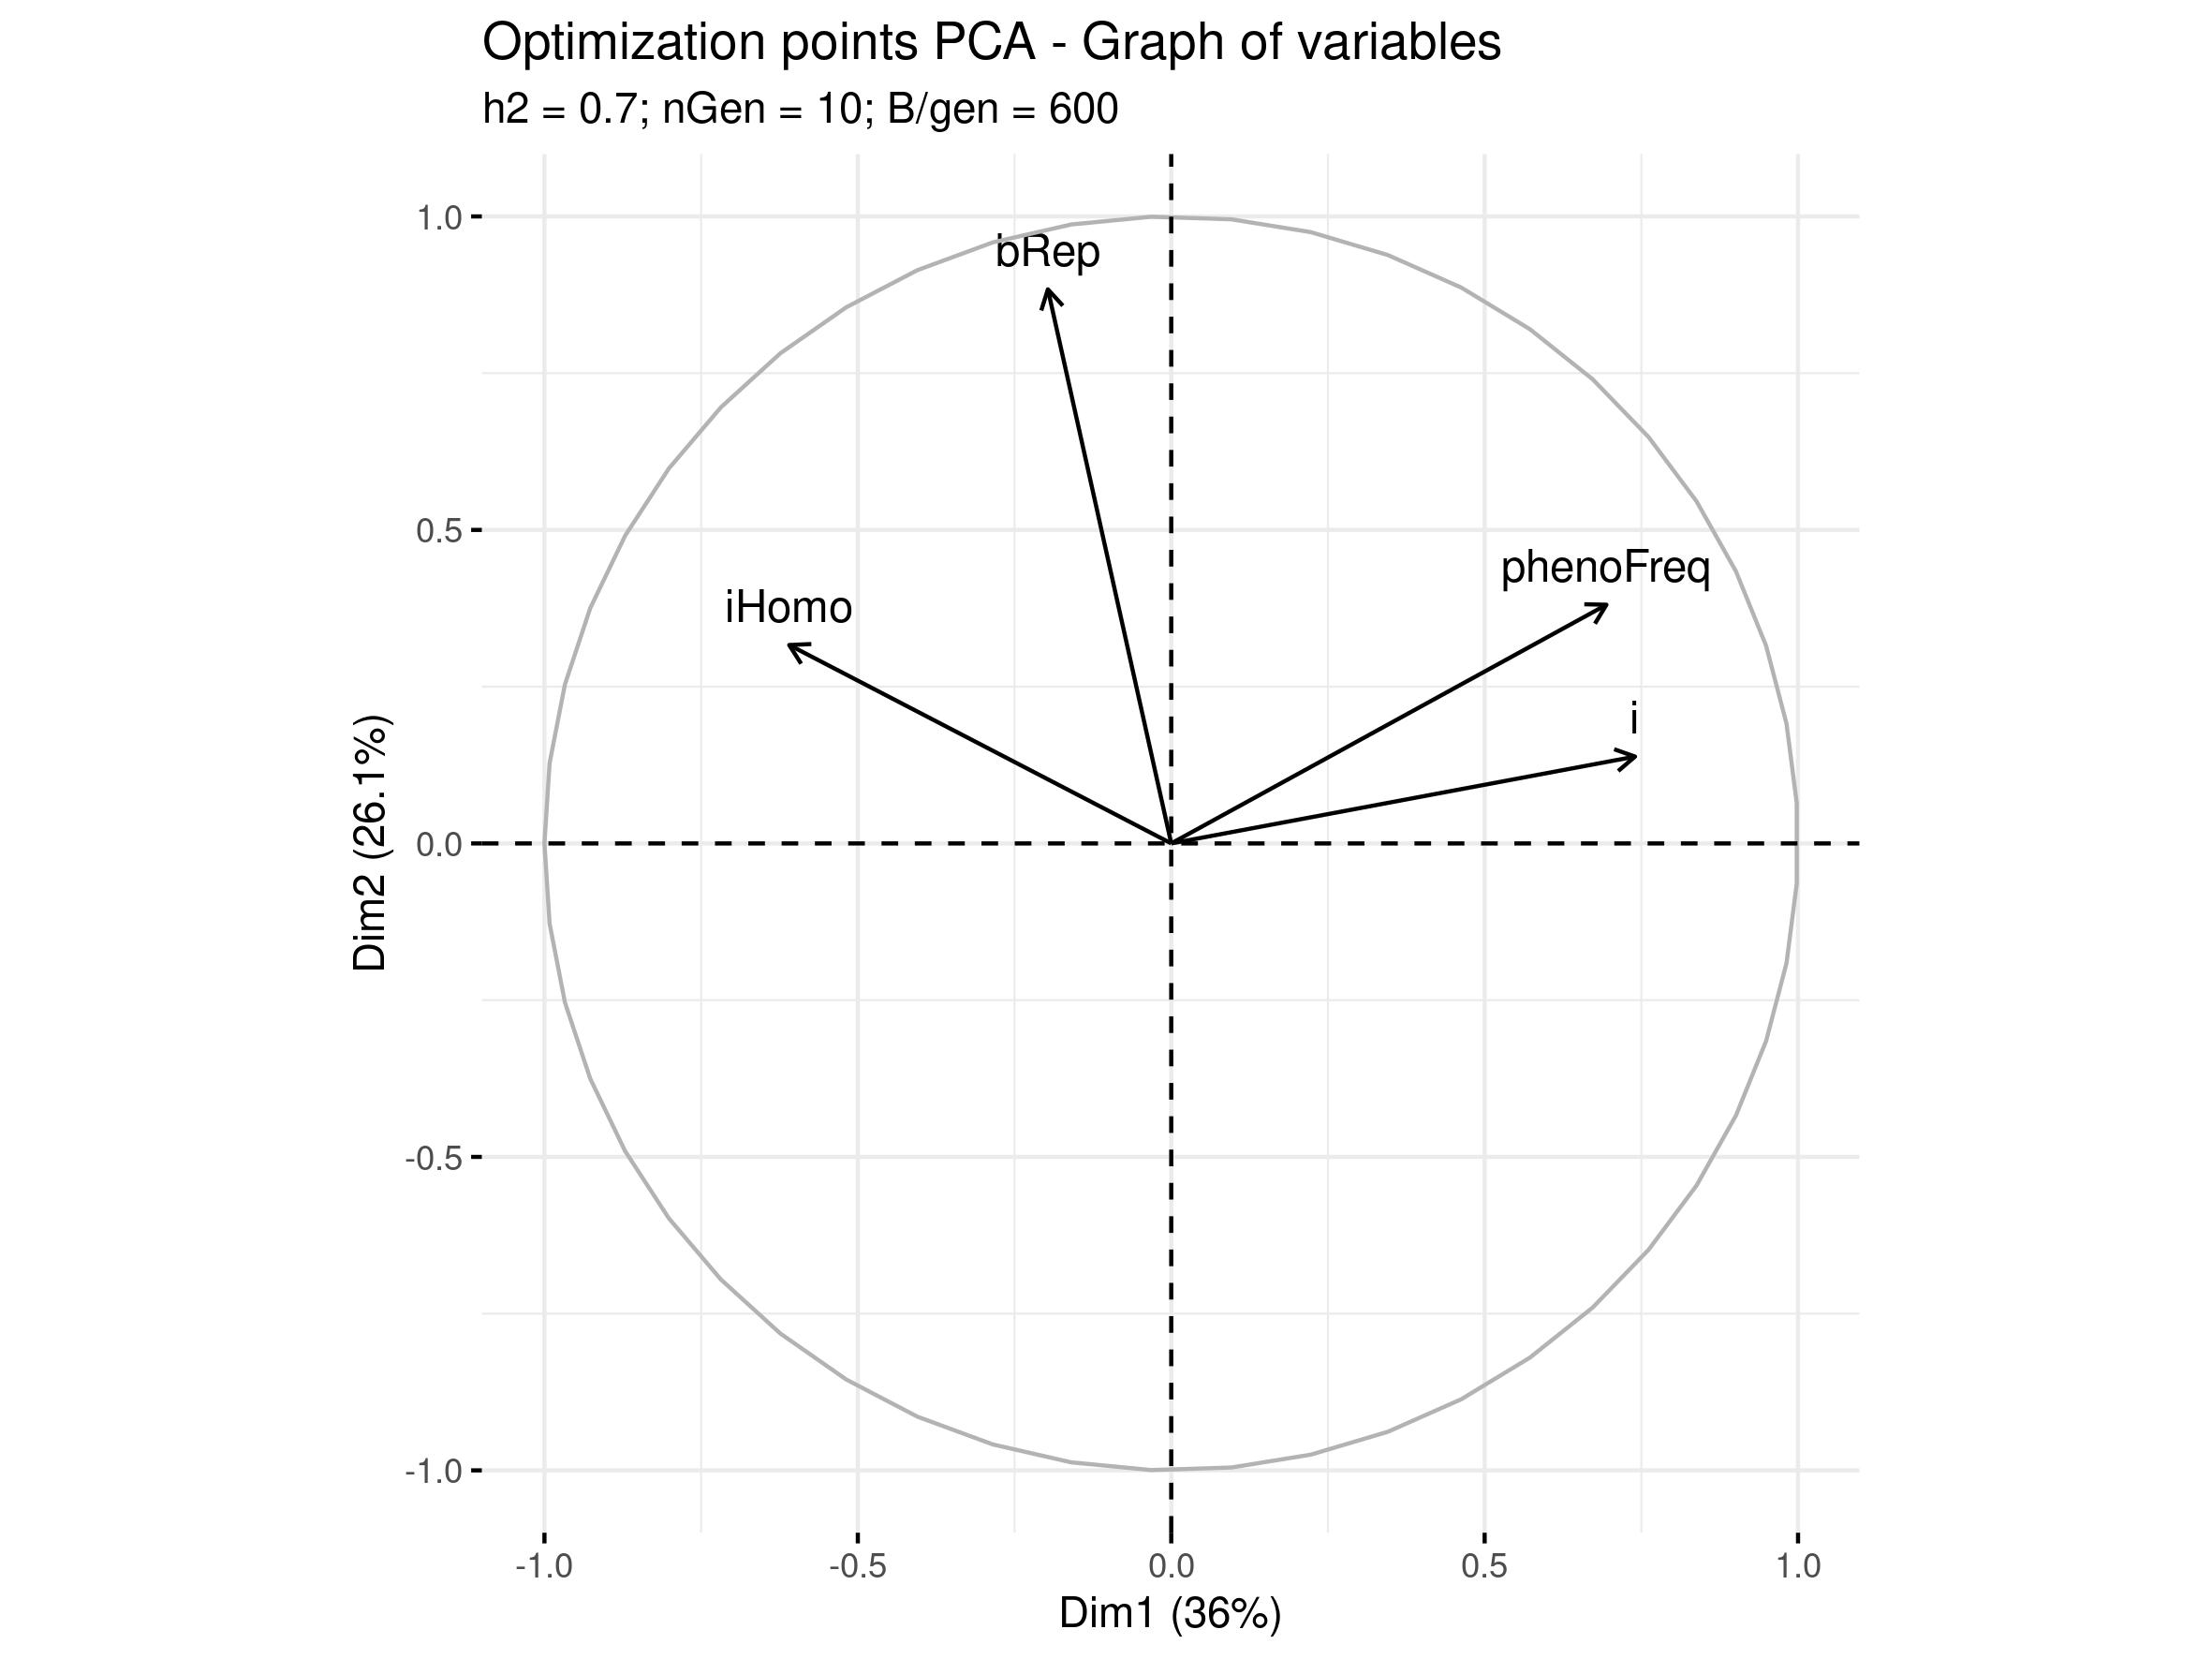 Optimization points PCA - Graph of variables
h2 = 0.7; nGen = 10; B/gen = 600
1.0
bRep
0.5
phenoFreq
iHomo
i
0.0
-0.5
-1.0
Dim2 (26.1%)
-1.0
-0.5
0.0
0.5
1.0
Dim1 (36%)